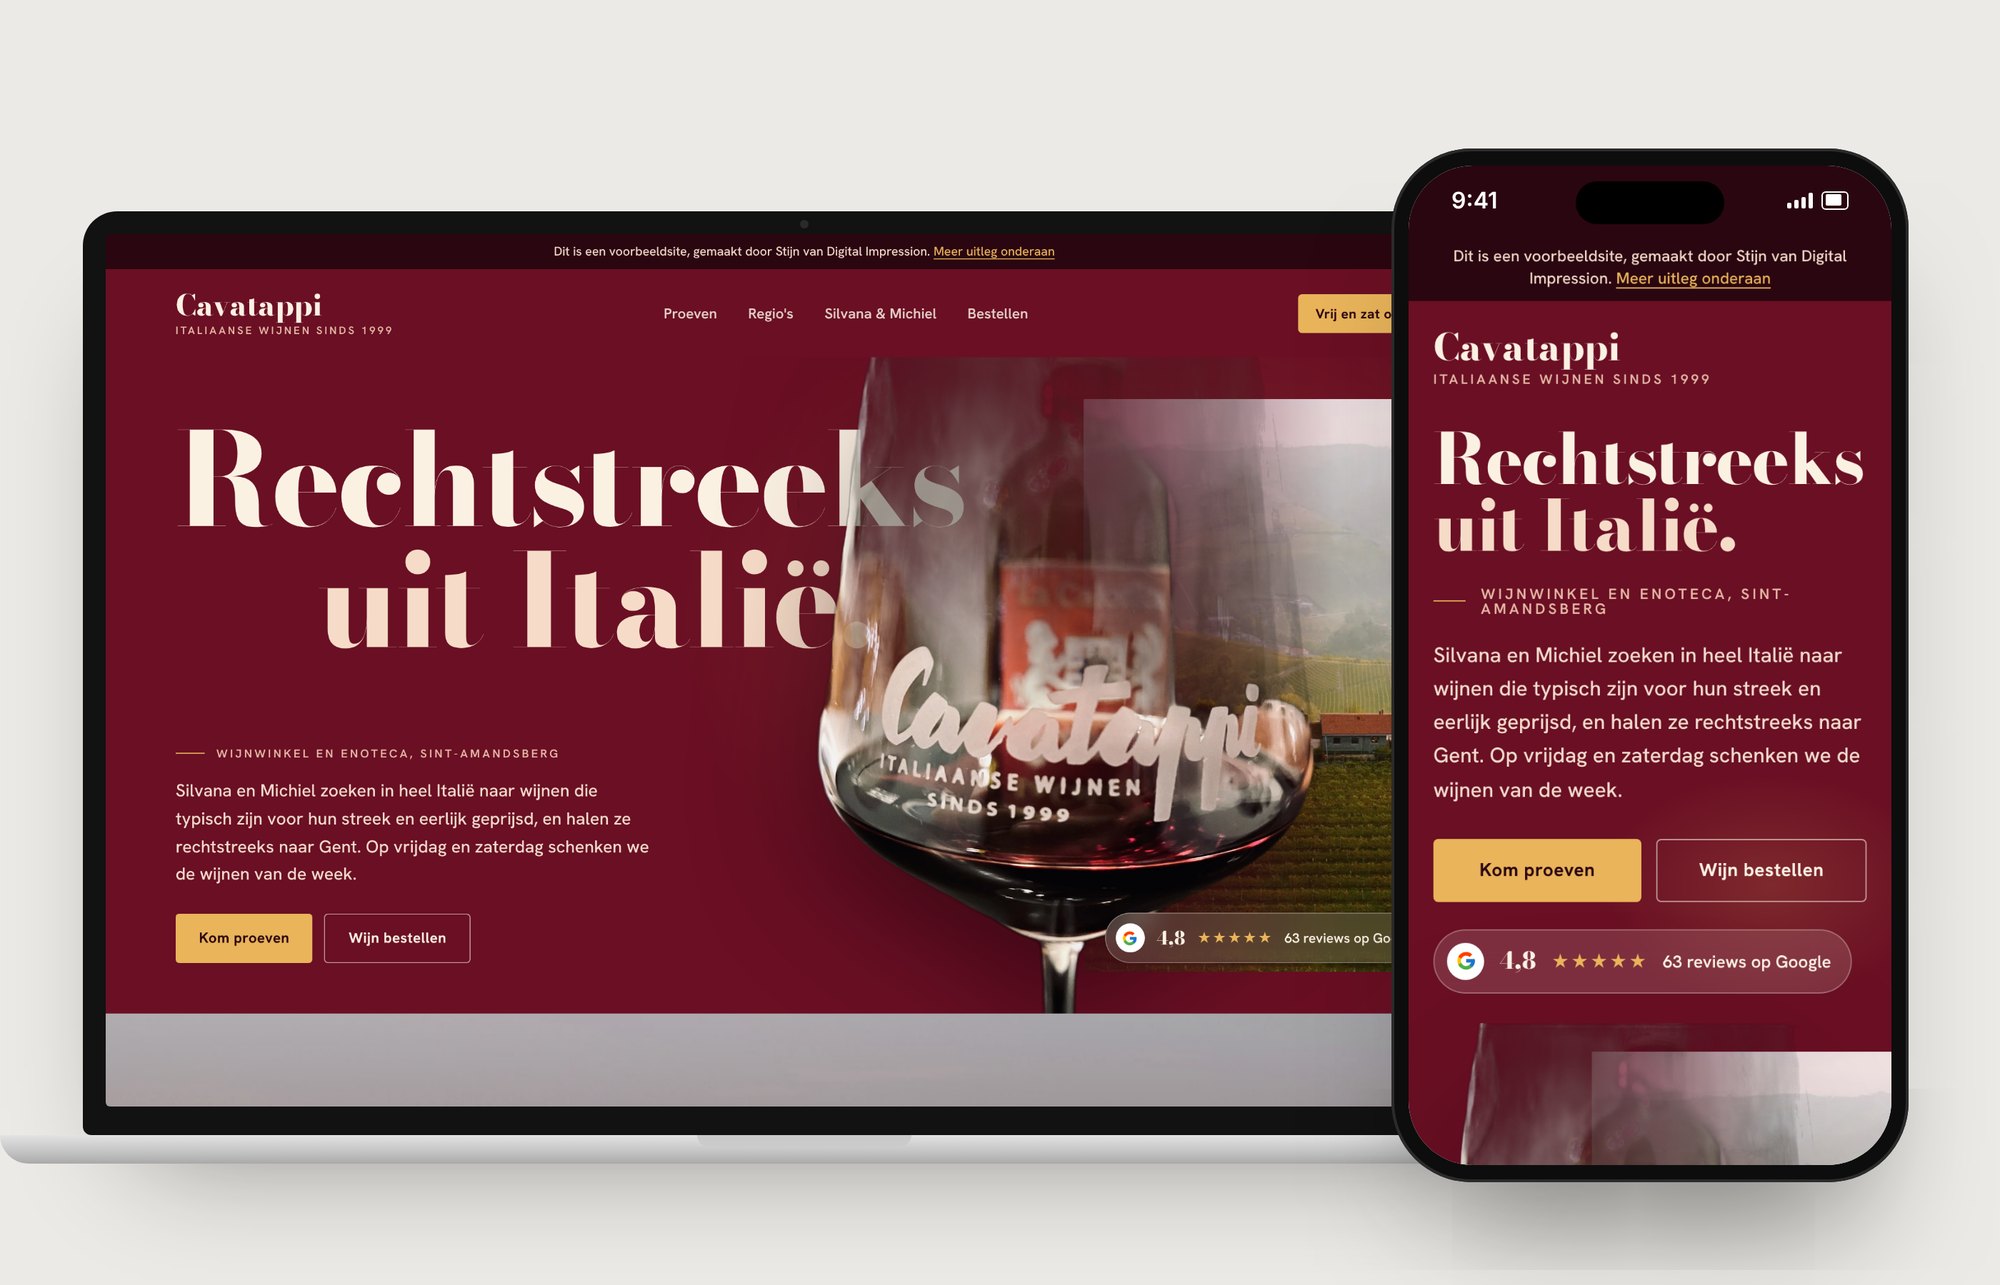 Dit is een voorbeeldsite, gemaakt door Stijn van Digital Impression. Meer uitleg onderaan
Cavatappi
ITALIAANSE WIJNEN SINDS 1999
Proeven Regio's Silvana & Michiel Bestellen
Vrij en zat
Rechtstreeks
uit Italië.
WIJNWINKEL EN ENOTECA, SINT-AMANDSBERG
Silvana en Michiel zoeken in heel Italië naar wijnen die
typisch zijn voor hun streek en eerlijk geprijsd, en halen ze
rechtstreeks naar Gent. Op vrijdag en zaterdag schenken we
de wijnen van de week.
Kom proeven
Wijn bestellen
Cavatappi
ITALIAANSE WIJNEN
SINDS 1999
4,8 ★★★★★ 63 reviews op Go
9:41
Dit is een voorbeeldsite, gemaakt door Stijn van Digital
Impression. Meer uitleg onderaan
Cavatappi
ITALIAANSE WIJNEN SINDS 1999
Rechtstreeks
uit Italië.
WIJNWINKEL EN ENOTECA, SINT-
AMANDSBERG
Silvana en Michiel zoeken in heel Italië naar
wijnen die typisch zijn voor hun streek en
eerlijk geprijsd, en halen ze rechtstreeks naar
Gent. Op vrijdag en zaterdag schenken we de
wijnen van de week.
Kom proeven
Wijn bestellen
4,8 ★★★★★ 63 reviews op Google